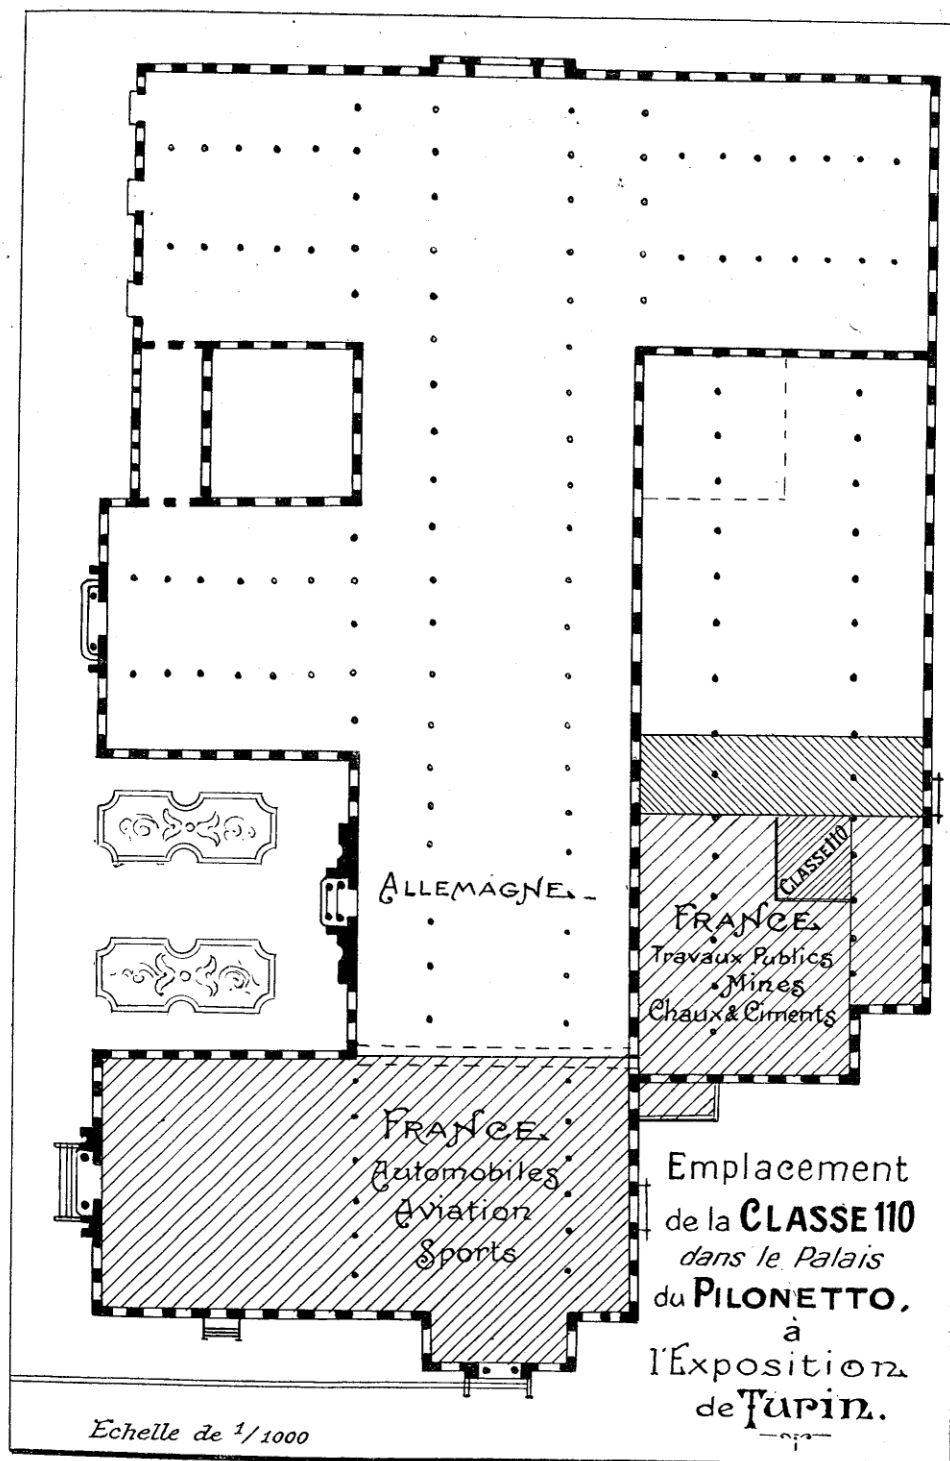 CLASSE 110
ALLEMAGNE_
FRANCE
Travaux Publics
Mines
Chaux & Ciments
FRANCE
Automobiles
Aviation
Sports
Emplacement
de la CLASSE 110
dans le Palais
du PILONETTO,
à
l'Exposition
de Turin.
Echelle de 1/1000